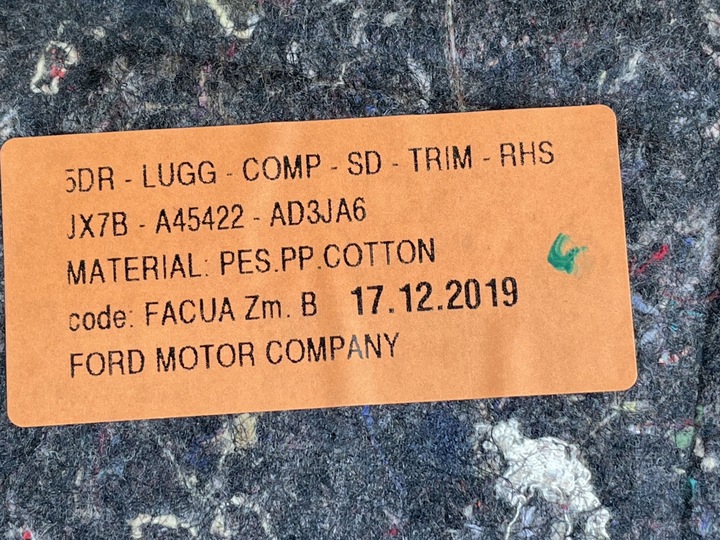 5DR - LUGG - COMP - SD - TRIM - RHS
JX7B - A45422 - AD3JA6
MATERIAL: PES.PP.COTTON
code: FACUA Zm. B 17.12.2019
FORD MOTOR COMPANY